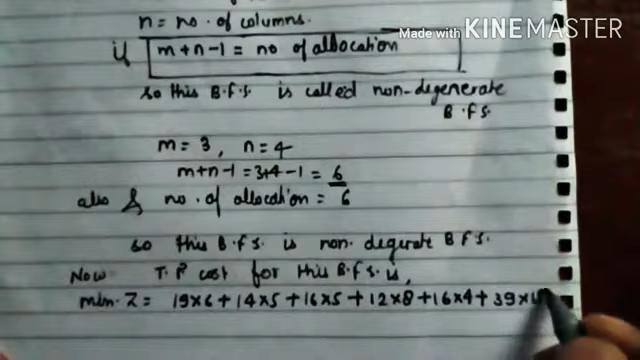 n = no. of columns.
Made with KINEMASTER
if m+n-1 = no of allocation
so this B.f.s. is called non-degenerate
B.f.s.
m = 3, n = 4
m+n-1 = 3+4-1 = 6
also & no. of allocation = 6
so this B.f.s. is non. degirate B F S.
Now T.P cost for this B.f.s. is,
min. Z = 19×6 + 14×5 + 16×5 + 12×8 + 16×4 + 39×